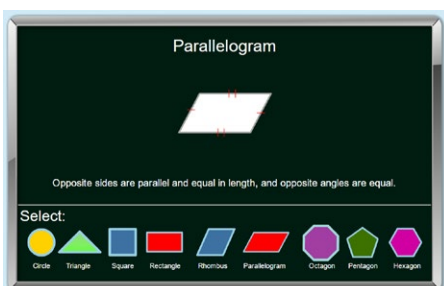 Parallelogram
Opposite sides are parallel and equal in length, and opposite angles are equal.
Select:
Circle Triangle Square Rectangle Rhombus Parallelogram Octagon Pentagon Hexagon